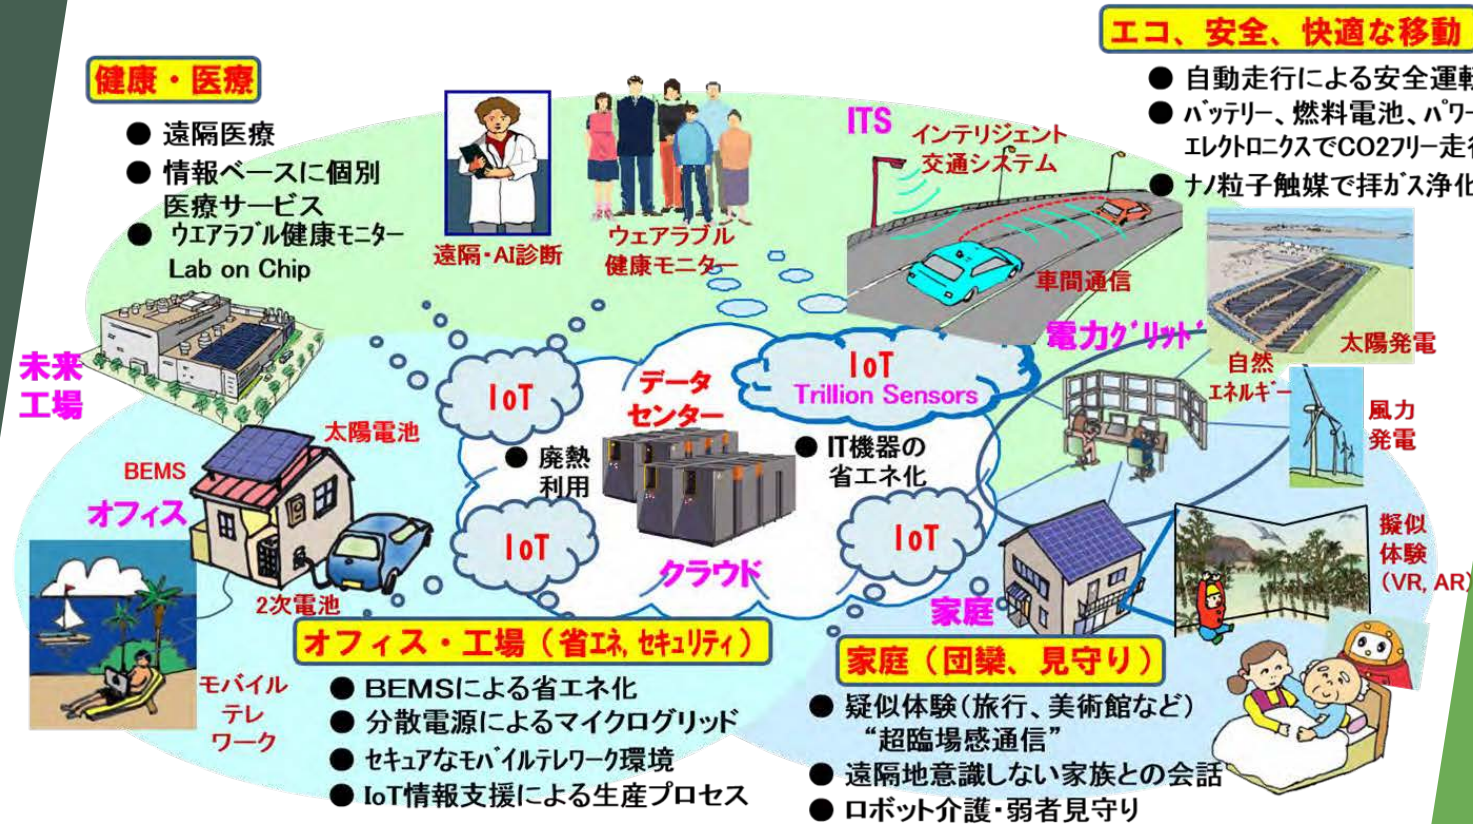 健康・医療
● 遠隔医療
● 情報ベースに個別
医療サービス
● ウエアラブル健康モニター
Lab on Chip
遠隔・AI診断
ウェアラブル
健康モニター
エコ、安全、快適な移動
● 自動走行による安全運転
● バッテリー、燃料電池、パワー
エレクトロニクスでCO2フリー走行
● ナノ粒子触媒で拝ガス浄化
ITS
インテリジェント
交通システム
車間通信
未来
工場
電力グリッド
自然
エネルギー
太陽発電
風力
発電
IoT
データ
センター
IoT
Trillion Sensors
● 廃熱
利用
● IT機器の
省エネ化
IoT
IoT
クラウド
太陽電池
BEMS
オフィス
2次電池
モバイル
テレ
ワーク
家庭
擬似
体験
(VR, AR)
オフィス・工場（省エネ, セキュリティ）
● BEMSによる省エネ化
● 分散電源によるマイクログリッド
● セキュアなモバイルテレワーク環境
● IoT情報支援による生産プロセス
家庭（団欒、見守り）
● 疑似体験（旅行、美術館など）
“超臨場感通信”
● 遠隔地意識しない家族との会話
● ロボット介護・弱者見守り